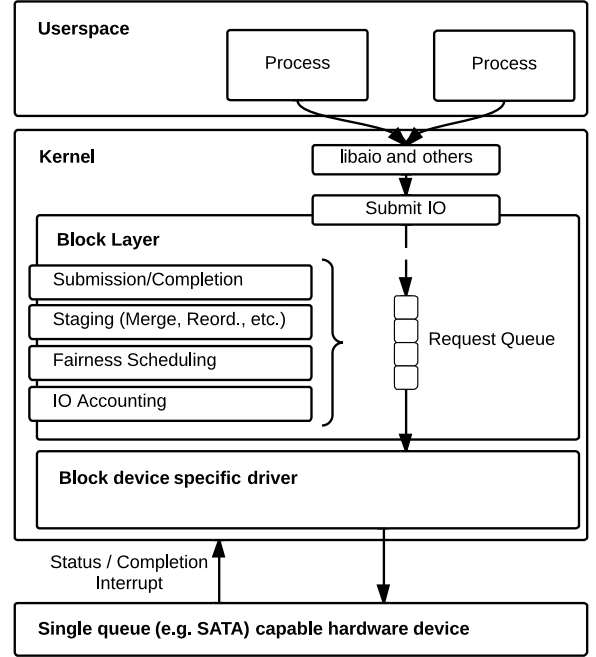 Userspace
Process
Process
Kernel
libaio and others
Submit IO
Block Layer
Submission/Completion
Staging (Merge, Reord., etc.)
Fairness Scheduling
IO Accounting
Request Queue
Block device specific driver
Status / Completion
Interrupt
Single queue (e.g. SATA) capable hardware device